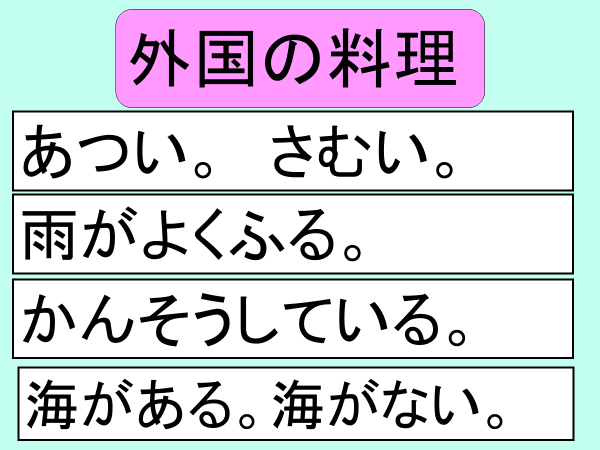 外国の料理
あつい。　さむい。
雨がよくふる。
かんそうしている。
海がある。海がない。